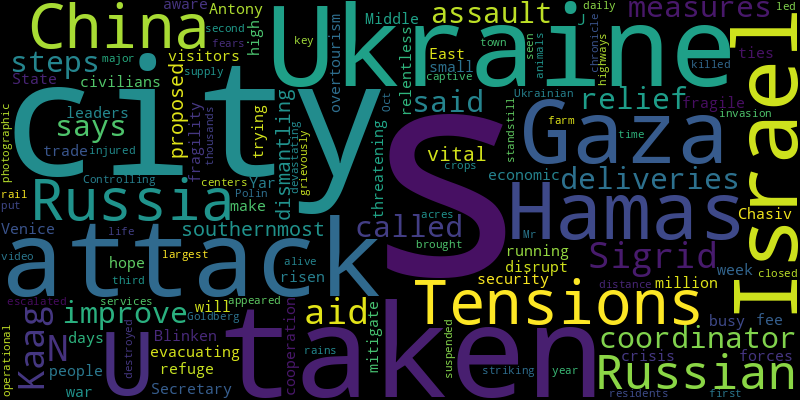 China
Ukraine
assault
measures
Israel
aware
Antony
second
fears
high
overtourism
Middle
J
daily
led
chronicle
highways
animals
seen
town
key
steps
State
major
visitors
East
small
captive
ties
killed
civilians
supply
proposed
relentless
Ukrainian
relief
fragile
invasion
city
S
said
Gaza
photographic
leaders
says
trade
injured
fragility
thousands
trying
dismantling
devastating
grievously
Oct
threatening
vital
standstill
farm
time
crops
economic
deliveries
Controlling
centers
Yar
Polin
make
acres
rail
put
Russia
Hamas
Chasiv
Venice
life
southernmost
called
brought
Mr
running
disrupt
Sigrid
week
closed
video
largest
third
attack
hope
alive
risen
security
distance
million
escalated
services
appeared
Goldberg
will
aid
Tensions
busy
fee
improve
U
taken
coordinator
operational
Kaag
N
days
people
war
destroyed
Blinken
evacuating
refuge
Secretary
cooperation
rains
mitigate
suspended
striking
year
crisis
forces
Russian
residents
first